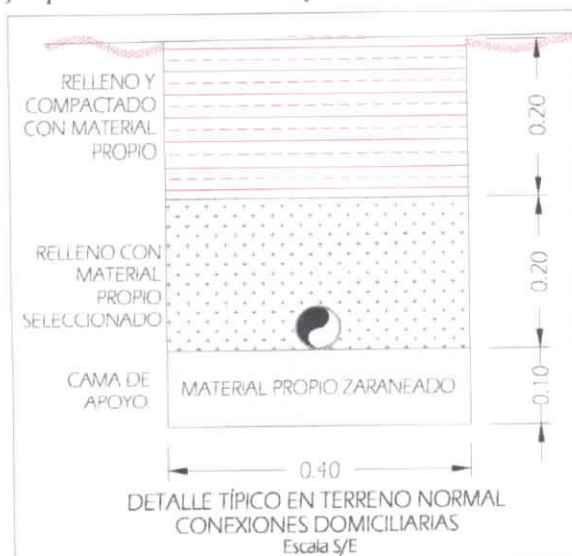 RELLENO Y
COMPACTADO
CON MATERIAL
PROPIO
0.20
RELLENO CON
MATERIAL
PROPIO
SELECCIONADO
0.20
CAMA DE
APOYO.
MATERIAL PROPIO ZARANEADO
0.10
0.40
DETALLE TÍPICO EN TERRENO NORMAL
CONEXIONES DOMICILIARIAS
Escala S/E